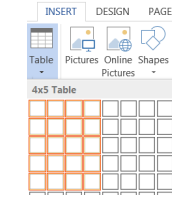 INSERT DESIGN PAGE
Table Pictures Online Pictures Shapes
4x5 Table